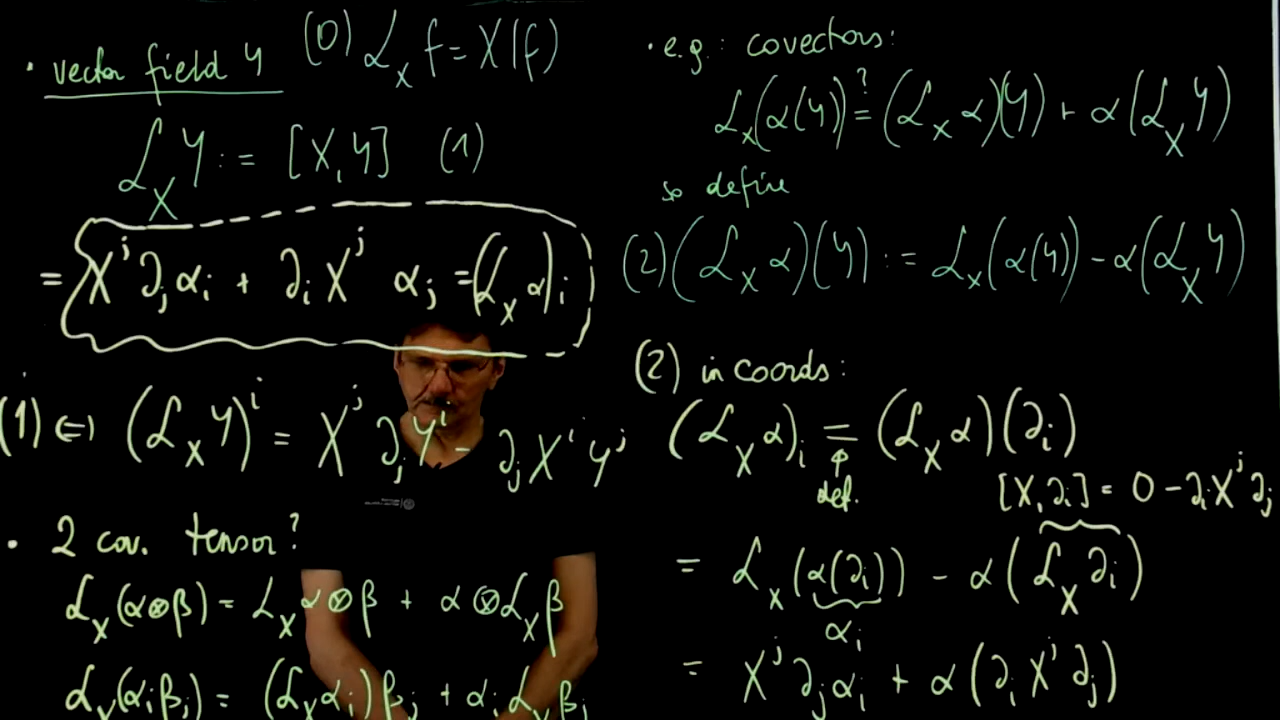 · vector field Y (0) ℒ_X f = X(f)
ℒ_X Y := [X,Y] (1)
= X^j ∂_j α_i + ∂_i X^j α_j = (ℒ_X α)_i
(1) ⇔ (ℒ_X Y)^i = X^j ∂_j Y^i - ∂_j X^i Y^j
· 2 cov. tensor?
ℒ_X(α⊗β) = ℒ_X α⊗β + α⊗ℒ_X β
ℒ_X(α_i β_j) = (ℒ_X α_i) β_j + α_i ℒ_X β_j
· e.g.: covectors:
ℒ_X(α(Y)) ?= (ℒ_X α)(Y) + α(ℒ_X Y)
so define
(2) (ℒ_X α)(Y) := ℒ_X(α(Y)) - α(ℒ_X Y)
(2) in coords:
(ℒ_X α)_i = (ℒ_X α)(∂_i)
↑
def.
[X,∂_i] = 0 - ∂_i X^j ∂_j
= ℒ_X(α(∂_i)) - α(ℒ_X ∂_i)
α_i
= X^j ∂_j α_i + α(∂_i X^j ∂_j)